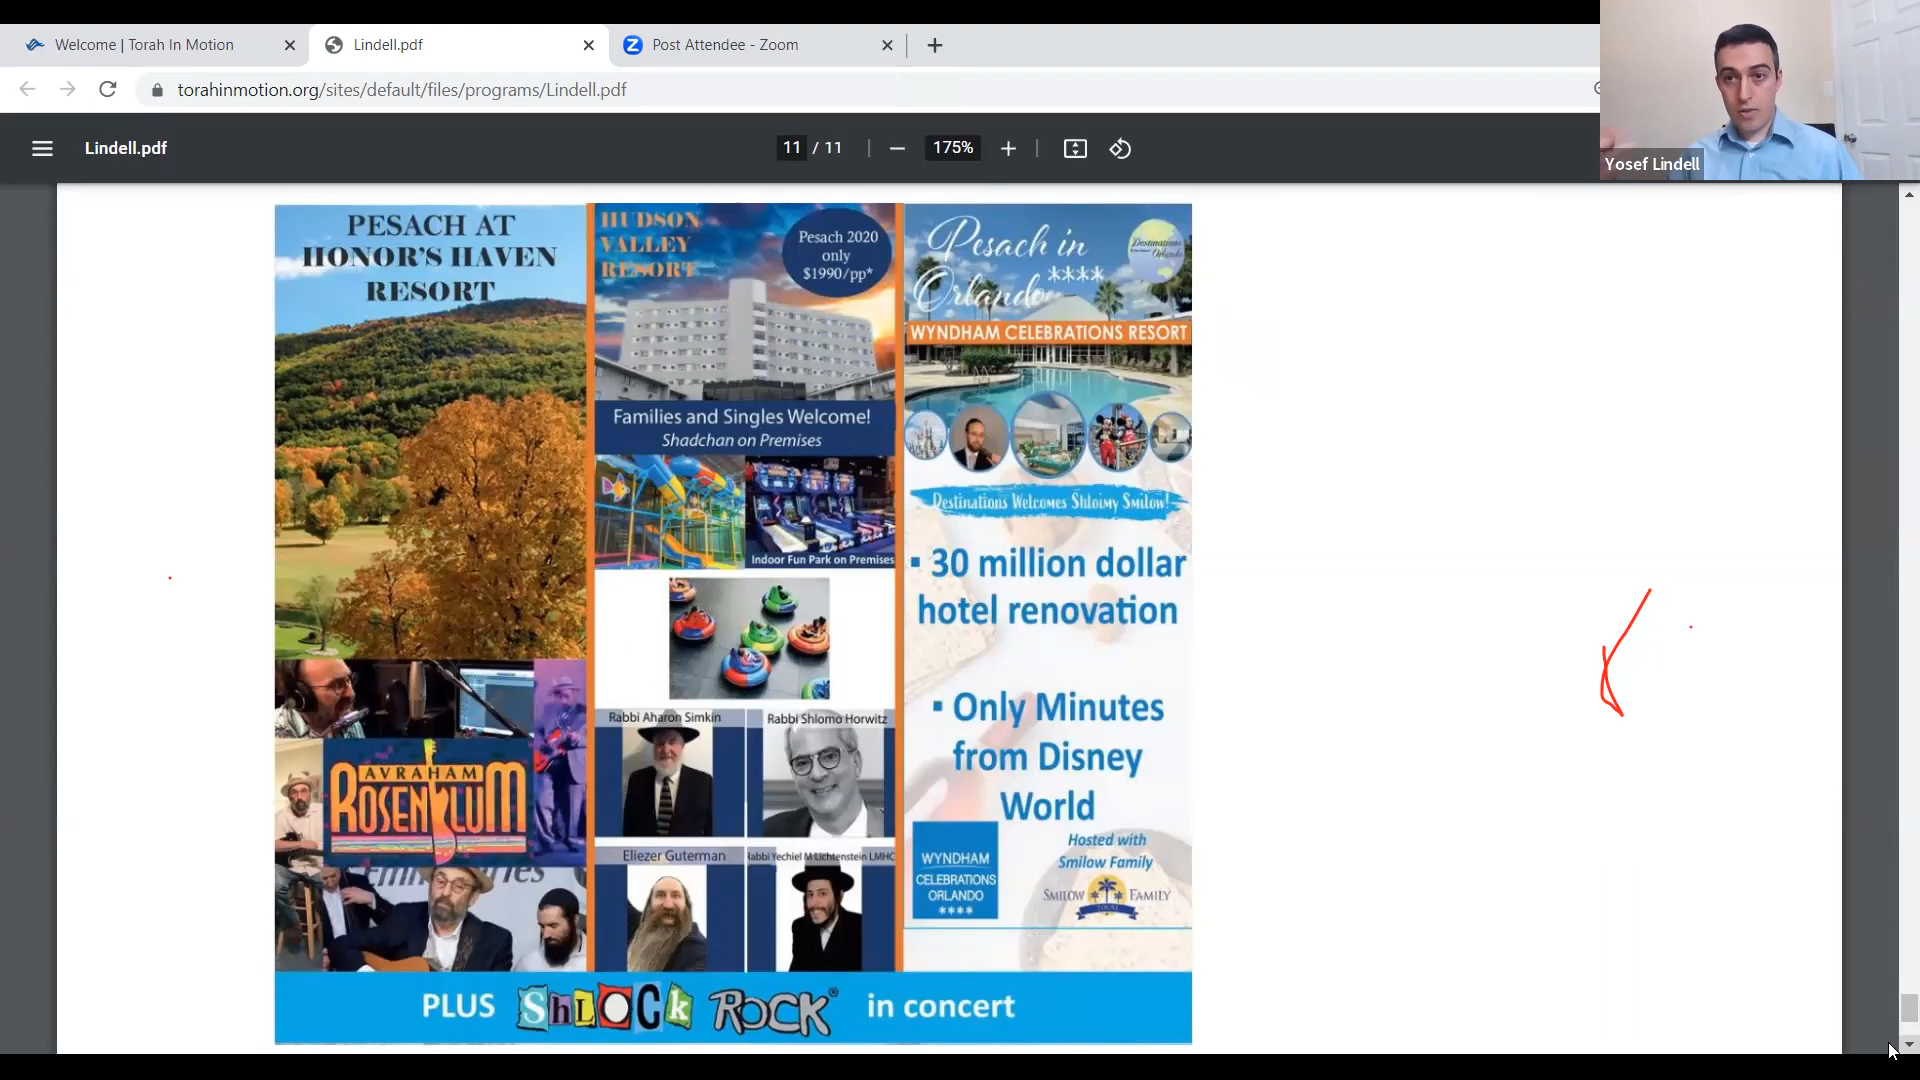 Welcome | Torah In Motion
Lindell.pdf
Post Attendee - Zoom
torahinmotion.org/sites/default/files/programs/Lindell.pdf
Lindell.pdf
11 / 11
175%
Yosef Lindell
PESACH AT
HONOR'S HAVEN
RESORT
AVRAHAM
ROSENBLUM
HUDSON
VALLEY
RESORT
Pesach 2020
only
$1990/pp*
Families and Singles Welcome!
Shadchan on Premises
Indoor Fun Park on Premises
Rabbi Aharon Simkin
Rabbi Shlomo Horwitz
Eliezer Guterman
Rabbi Yechiel M Lichtenstein LMHC
Pesach in
Orlando ****
Destinations
Orlando
WYNDHAM CELEBRATIONS RESORT
Destinations Welcomes Shloimy Smilow!
▪ 30 million dollar
hotel renovation
▪ Only Minutes
from Disney
World
WYNDHAM
CELEBRATIONS
ORLANDO
****
Hosted with
Smilow Family
SMILOW FAMILY
TOURS
PLUS SHLOCK ROCK® in concert